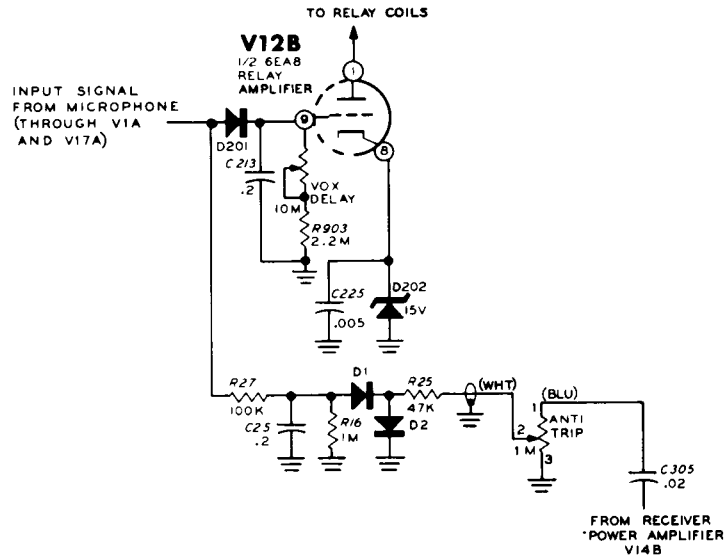 TO RELAY COILS
V12B
1/2 6EA8
RELAY
AMPLIFIER
1
INPUT SIGNAL
FROM MICROPHONE
(THROUGH V1A
AND V17A)
9
8
D201
C213
.2
VOX
DELAY
10M
R903
2.2M
C225
.005
D202
15V
R27
100K
C25
.2
R16
1M
D1
D2
R25
47K
(WHT)
(BLU)
1
ANTI
TRIP
2
1M
3
C305
.02
FROM RECEIVER
POWER AMPLIFIER
V14B